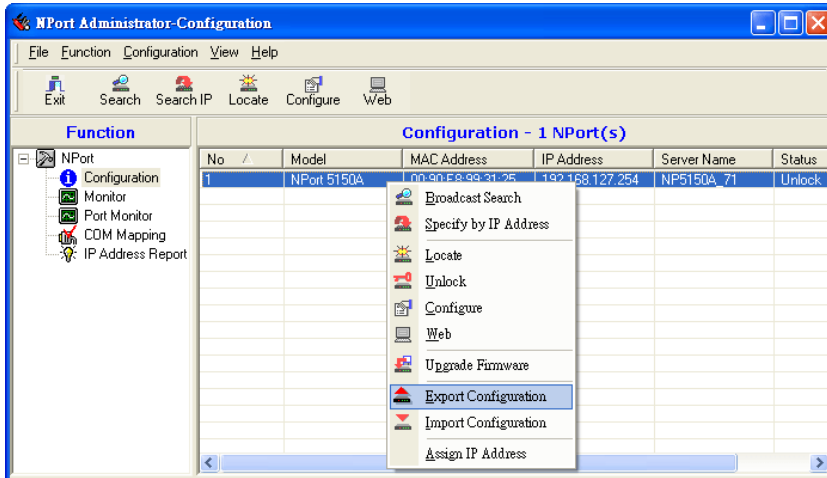 NPort Administrator-Configuration
File Function Configuration View Help
Exit Search Search IP Locate Configure Web
Function
Configuration - 1 NPort(s)
NPort
Configuration
Monitor
Port Monitor
COM Mapping
IP Address Report
No Model MAC Address IP Address Server Name Status
1 NPort 5150A 00:90:E8:99:31:25 192.168.127.254 NP5150A_71 Unlock
Broadcast Search
Specify by IP Address
Locate
Unlock
Configure
Web
Upgrade Firmware
Export Configuration
Import Configuration
Assign IP Address